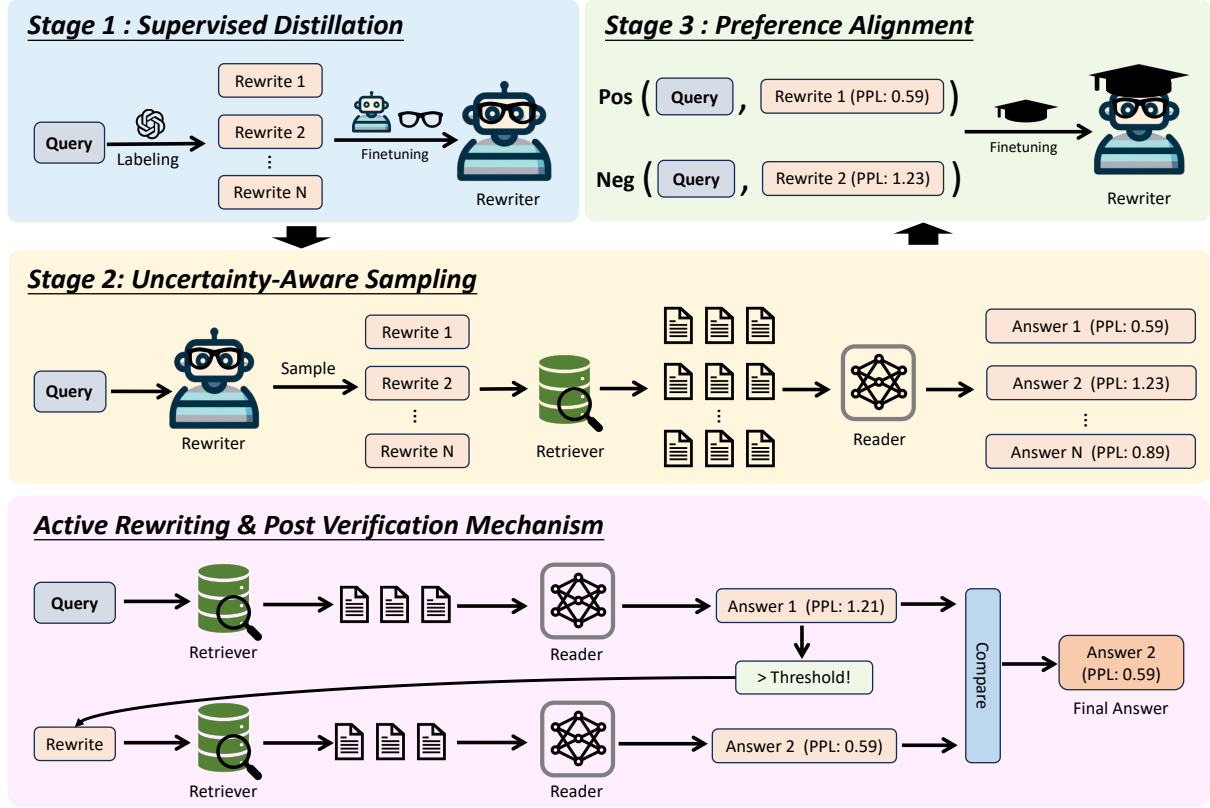 Stage 1 : Supervised Distillation
Query
Labeling
Rewrite 1
Rewrite 2
⋮
Rewrite N
Finetuning
Rewriter
Stage 3 : Preference Alignment
Pos ( Query , Rewrite 1 (PPL: 0.59) )
Neg ( Query , Rewrite 2 (PPL: 1.23) )
Finetuning
Rewriter
Stage 2: Uncertainty-Aware Sampling
Query
Rewriter
Sample
Rewrite 1
Rewrite 2
⋮
Rewrite N
Retriever
⋮
Reader
Answer 1 (PPL: 0.59)
Answer 2 (PPL: 1.23)
⋮
Answer N (PPL: 0.89)
Active Rewriting & Post Verification Mechanism
Query
Retriever
Reader
Answer 1 (PPL: 1.21)
> Threshold!
Rewrite
Retriever
Reader
Answer 2 (PPL: 0.59)
Compare
Answer 2
(PPL: 0.59)
Final Answer